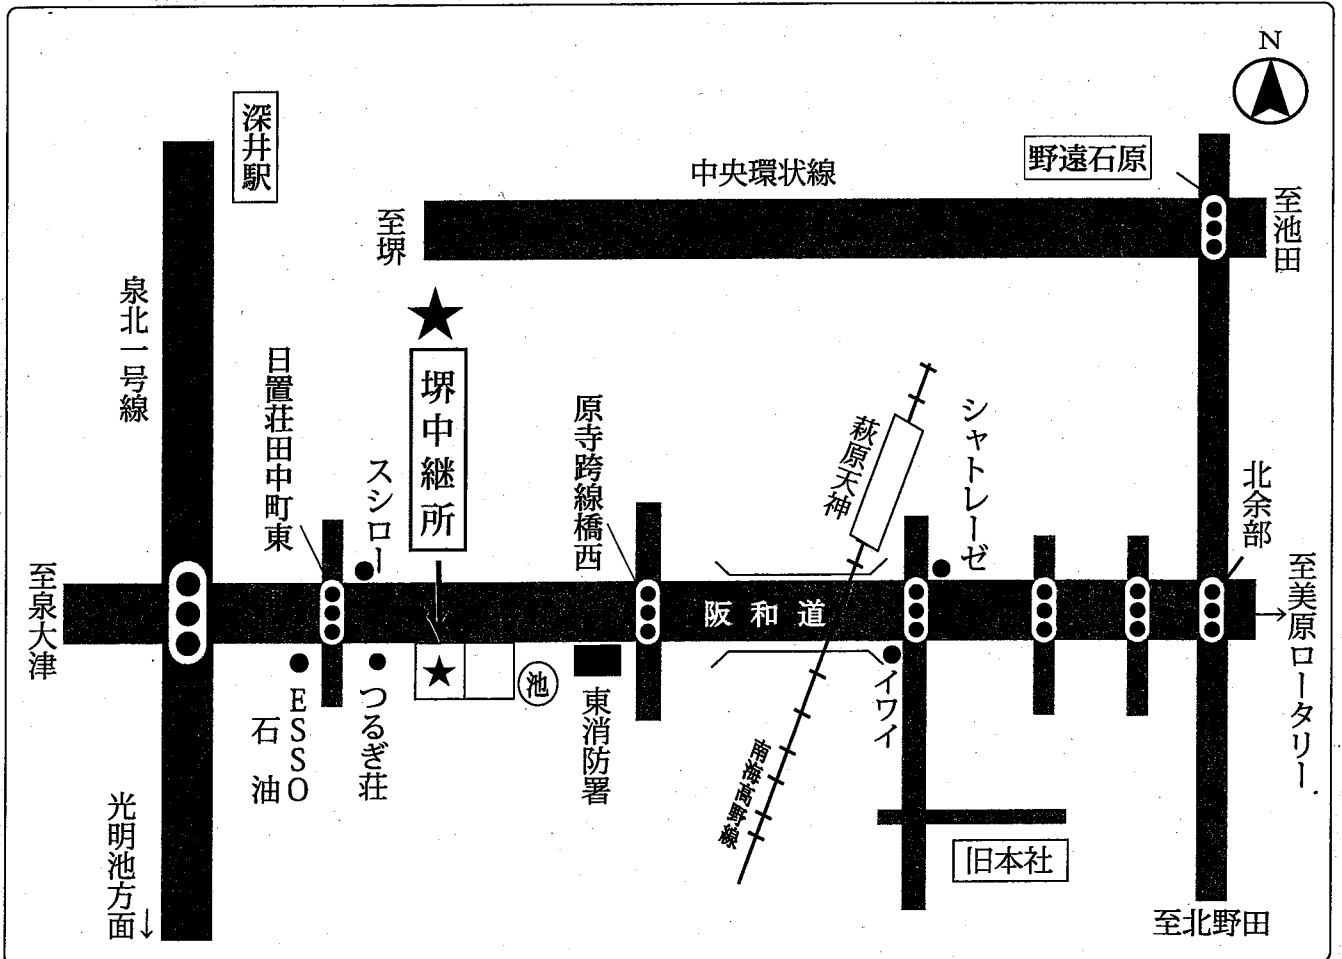 N
深井駅
野遠石原
中央環状線
至堺
至池田
泉北一号線
日置荘田中町東
スシロー
堺中継所
原寺跨線橋西
萩原天神
シャトレーゼ
北余部
至泉大津
阪和道
至美原ロータリー
池
ESSO
石油
つるぎ荘
東消防署
イワイ
南海高野線
光明池方面↓
旧本社
至北野田